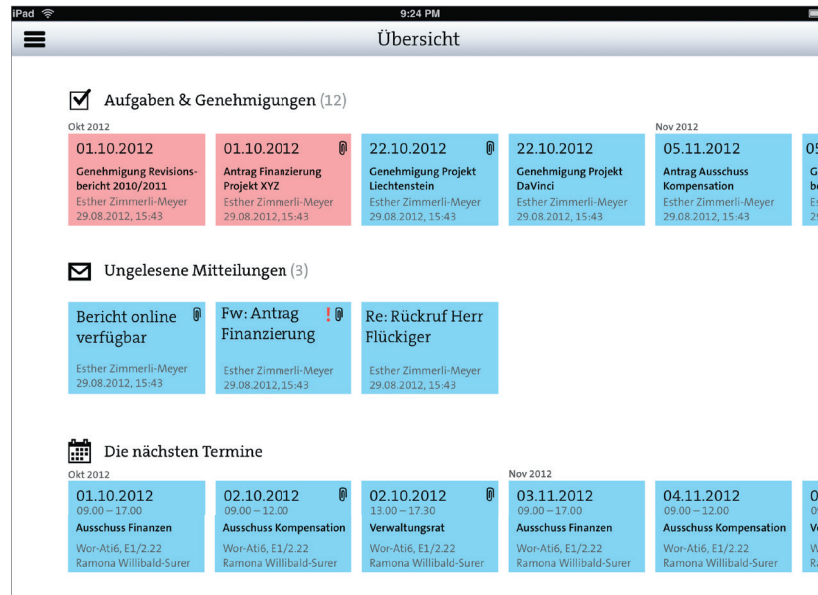 iPad 9:24 PM
Übersicht
Aufgaben & Genehmigungen (12)
Okt 2012 Nov 2012
01.10.2012
Genehmigung Revisions-
bericht 2010/2011
Esther Zimmerli-Meyer
29.08.2012, 15:43
01.10.2012
Antrag Finanzierung
Projekt XYZ
Esther Zimmerli-Meyer
29.08.2012, 15:43
22.10.2012
Genehmigung Projekt
Liechtenstein
Esther Zimmerli-Meyer
29.08.2012, 15:43
22.10.2012
Genehmigung Projekt
DaVinci
Esther Zimmerli-Meyer
29.08.2012, 15:43
05.11.2012
Antrag Ausschuss
Kompensation
Esther Zimmerli-Meyer
29.08.2012, 15:43
Ungelesene Mitteilungen (3)
Bericht online
verfügbar
Esther Zimmerli-Meyer
29.08.2012, 15:43
Fw: Antrag !
Finanzierung
Esther Zimmerli-Meyer
29.08.2012, 15:43
Re: Rückruf Herr
Flückiger
Esther Zimmerli-Meyer
29.08.2012, 15:43
Die nächsten Termine
Okt 2012 Nov 2012
01.10.2012
09.00 – 17.00
Ausschuss Finanzen
Wor-Ati6, E1/2.22
Ramona Willibald-Surer
02.10.2012
09.00 – 12.00
Ausschuss Kompensation
Wor-Ati6, E1/2.22
Ramona Willibald-Surer
02.10.2012
13.00 – 17.30
Verwaltungsrat
Wor-Ati6, E1/2.22
Ramona Willibald-Surer
03.11.2012
09.00 – 17.00
Ausschuss Finanzen
Wor-Ati6, E1/2.22
Ramona Willibald-Surer
04.11.2012
09.00 – 12.00
Ausschuss Kompensation
Wor-Ati6, E1/2.22
Ramona Willibald-Surer